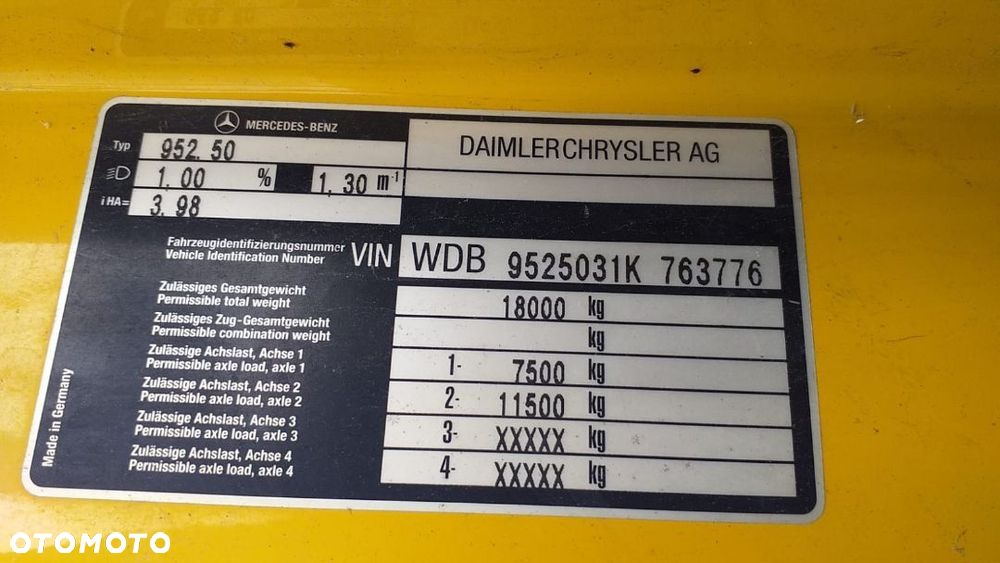 MERCEDES-BENZ
DAIMLERCHRYSLER AG
Typ 952.50
1,00 % 1,30 m-1
iHA= 3,98
Fahrzeugidentifizierungsnummer
Vehicle Identification Number
VIN WDB 9525031K 763776
Zulässiges Gesamtgewicht
Permissible total weight
18000 kg
Zulässiges Zug-Gesamtgewicht
Permissible combination weight
kg
Zulässige Achslast, Achse 1
Permissible axle load, axle 1
1- 7500 kg
Zulässige Achslast, Achse 2
Permissible axle load, axle 2
2- 11500 kg
Zulässige Achslast, Achse 3
Permissible axle load, axle 3
3- XXXXX kg
Zulässige Achslast, Achse 4
Permissible axle load, axle 4
4- XXXXX kg
Made in Germany
OTOMOTO